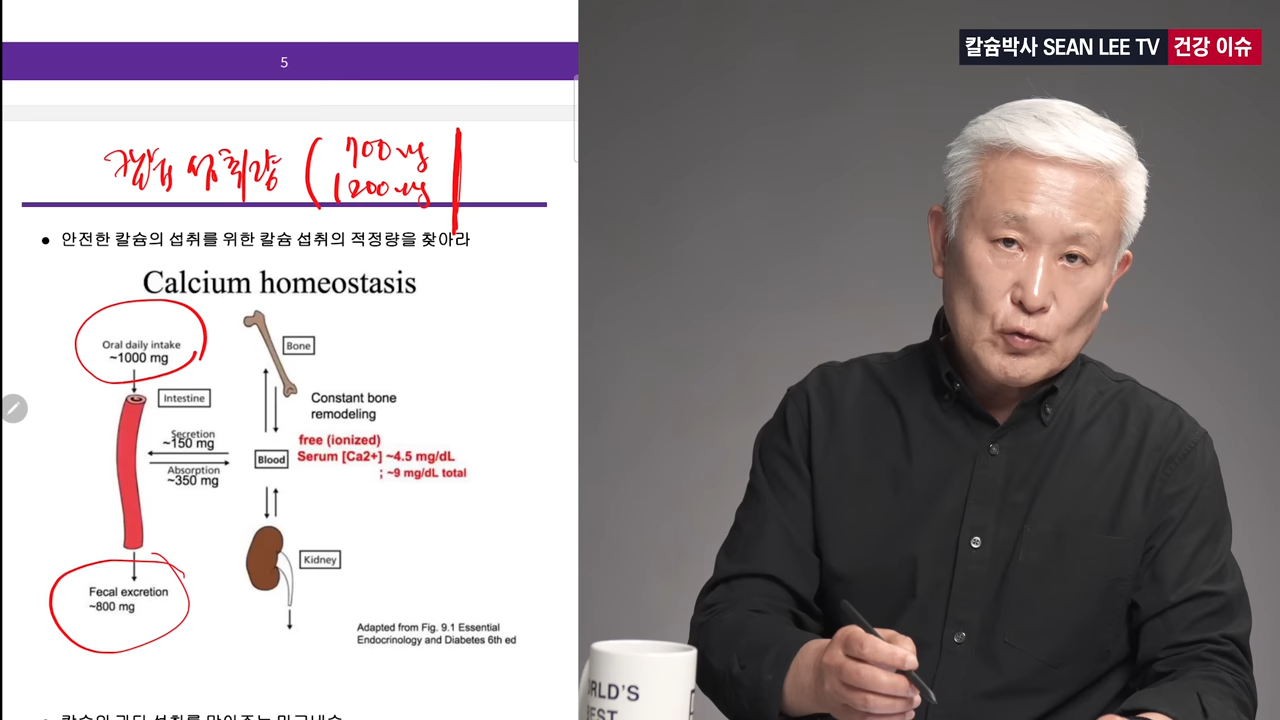 5
칼슘박사 SEAN LEE TV 건강 이슈
칼슘 섭취량 ( 700mg
1200mg
안전한 칼슘의 섭취를 위한 칼슘 섭취의 적정량을 찾아라
Calcium homeostasis
Oral daily intake
~1000 mg
Bone
Intestine
Constant bone
remodeling
Secretion
~150 mg
free (ionized)
Blood
Serum [Ca2+] ~4.5 mg/dL
; ~9 mg/dL total
Absorption
~350 mg
Kidney
Fecal excretion
~800 mg
Adapted from Fig. 9.1 Essential
Endocrinology and Diabetes 6th ed